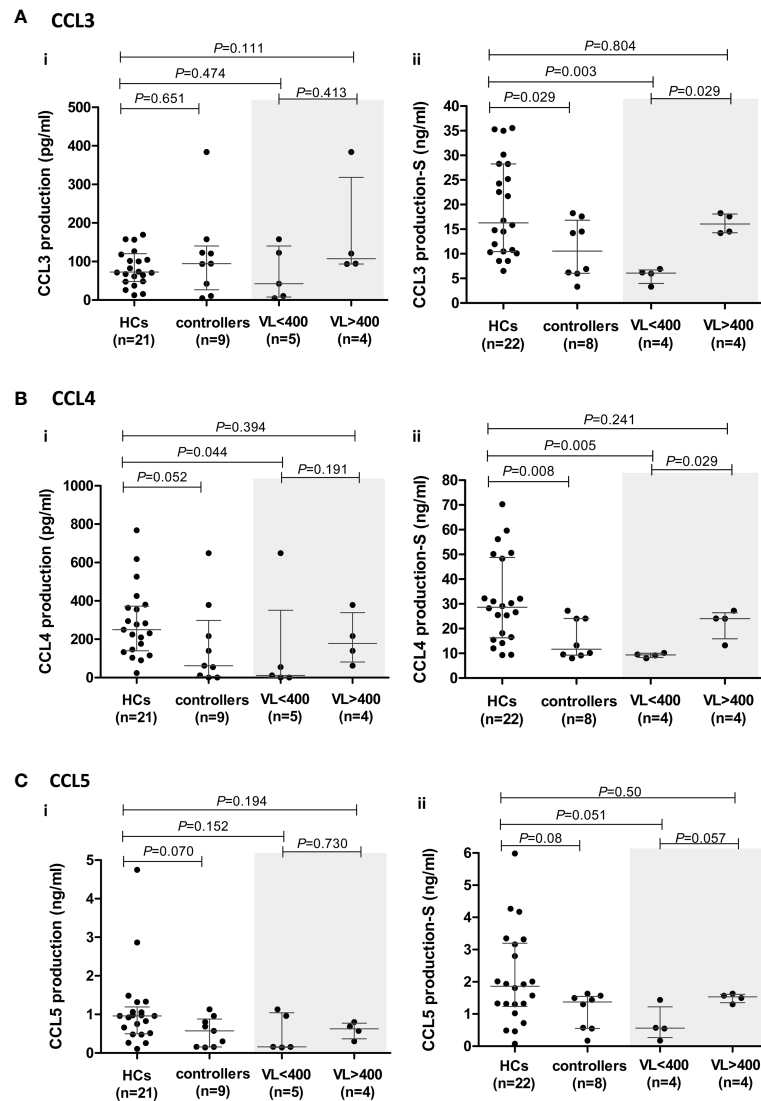 A CCL3
i
P=0.111
P=0.474
P=0.651
P=0.413
CCL3 production (pg/ml)
500
400
300
200
100
0
HCs controllers VL<400 VL>400
(n=21) (n=9) (n=5) (n=4)
ii
P=0.804
P=0.003
P=0.029
P=0.029
CCL3 production-S (ng/ml)
40
35
30
25
20
15
10
5
0
HCs controllers VL<400 VL>400
(n=22) (n=8) (n=4) (n=4)
B CCL4
i
P=0.394
P=0.044
P=0.052
P=0.191
CCL4 production (pg/ml)
1000
800
600
400
200
0
HCs controllers VL<400 VL>400
(n=21) (n=9) (n=5) (n=4)
ii
P=0.241
P=0.005
P=0.008
P=0.029
CCL4 production-S (ng/ml)
80
70
60
50
40
30
20
10
0
HCs controllers VL<400 VL>400
(n=22) (n=8) (n=4) (n=4)
C CCL5
i
P=0.194
P=0.152
P=0.070
P=0.730
CCL5 production (ng/ml)
5
4
3
2
1
0
HCs controllers VL<400 VL>400
(n=21) (n=9) (n=5) (n=4)
ii
P=0.50
P=0.051
P=0.08
P=0.057
CCL5 production-S (ng/ml)
6
5
4
3
2
1
0
HCs controllers VL<400 VL>400
(n=22) (n=8) (n=4) (n=4)